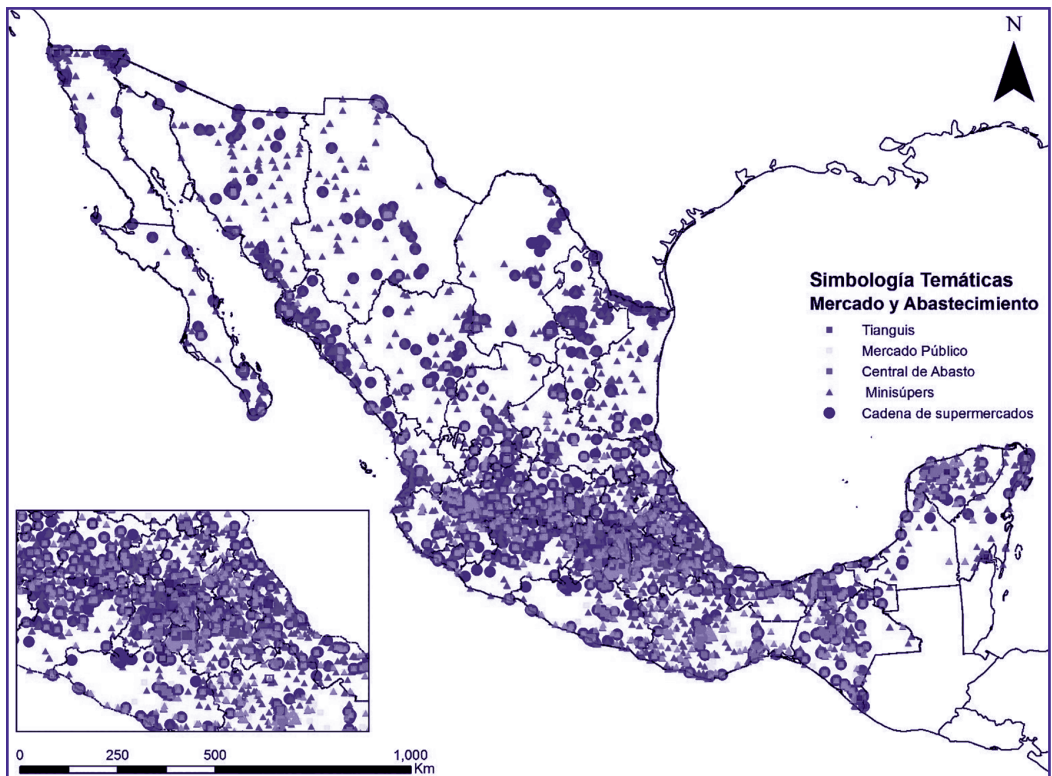 N
Simbología Temáticas
Mercado y Abastecimiento
Tianguis
Mercado Público
Central de Abasto
Minisúpers
Cadena de supermercados
0 250 500 1,000
Km